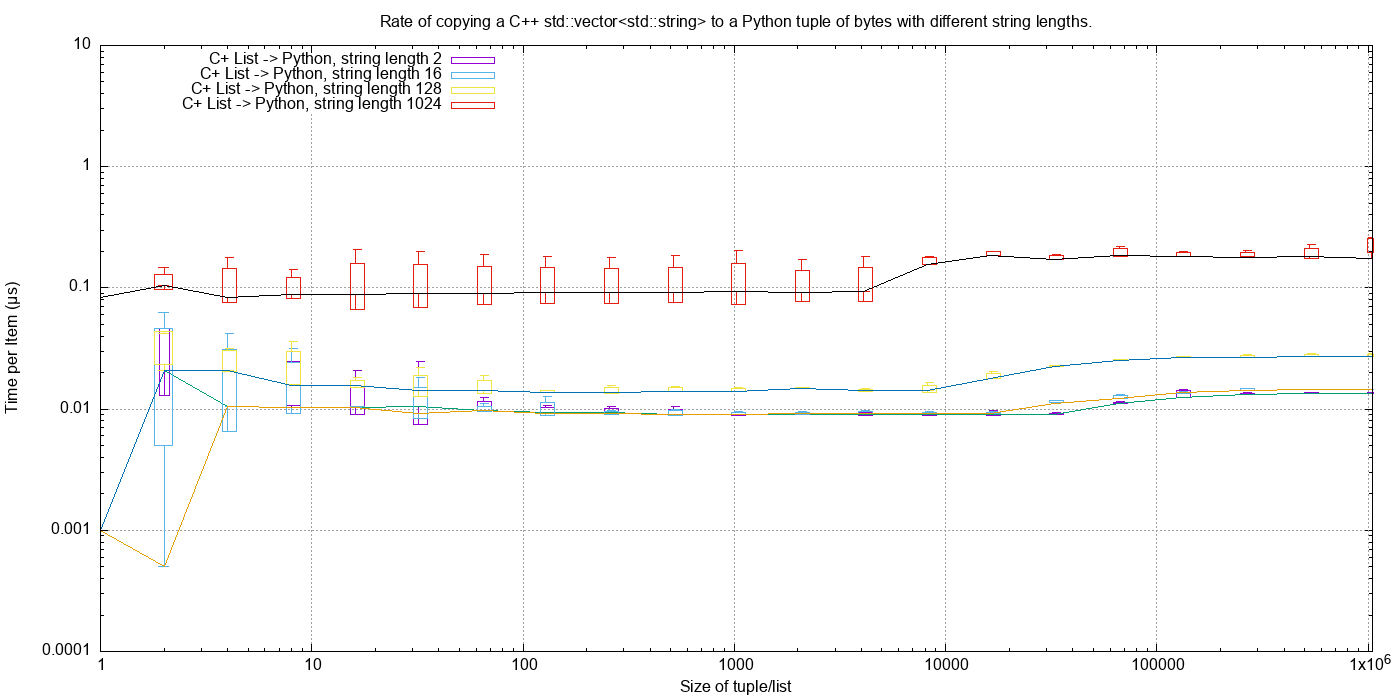 Rate of copying a C++ std::vector<std::string> to a Python tuple of bytes with different string lengths.
C+ List -> Python, string length 2
C+ List -> Python, string length 16
C+ List -> Python, string length 128
C+ List -> Python, string length 1024
Time per Item (µs)
10
1
0.1
0.01
0.001
0.0001
1 10 100 1000 10000 100000 1x10⁶
Size of tuple/list